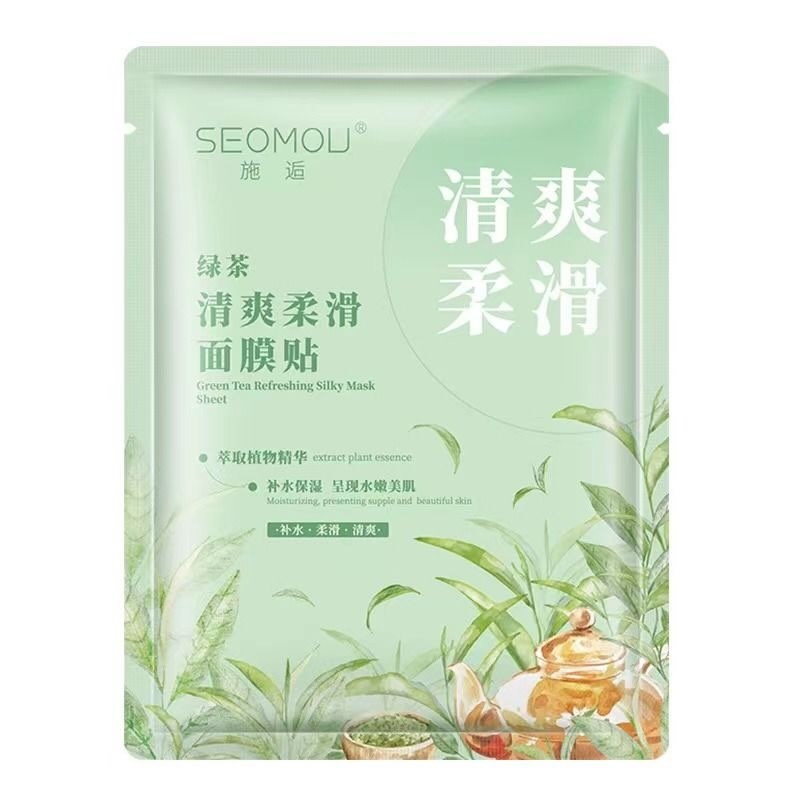 SEOMOU®
施逅
清爽
柔滑
绿茶
清爽柔滑
面膜贴
Green Tea Refreshing Silky Mask
Sheet
萃取植物精华 extract plant essence
补水保湿 呈现水嫩美肌
Moisturizing, presenting supple and beautiful skin
·补水·柔滑·清爽·